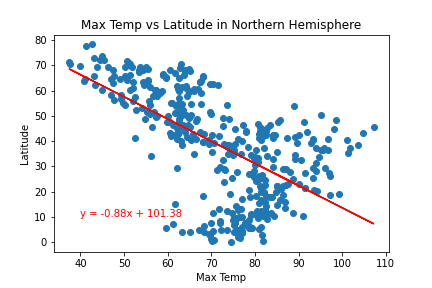 Max Temp vs Latitude in Northern Hemisphere
80
70
60
50
40
30
20
10
0
Latitude
y = -0.88x + 101.38
40 50 60 70 80 90 100 110
Max Temp